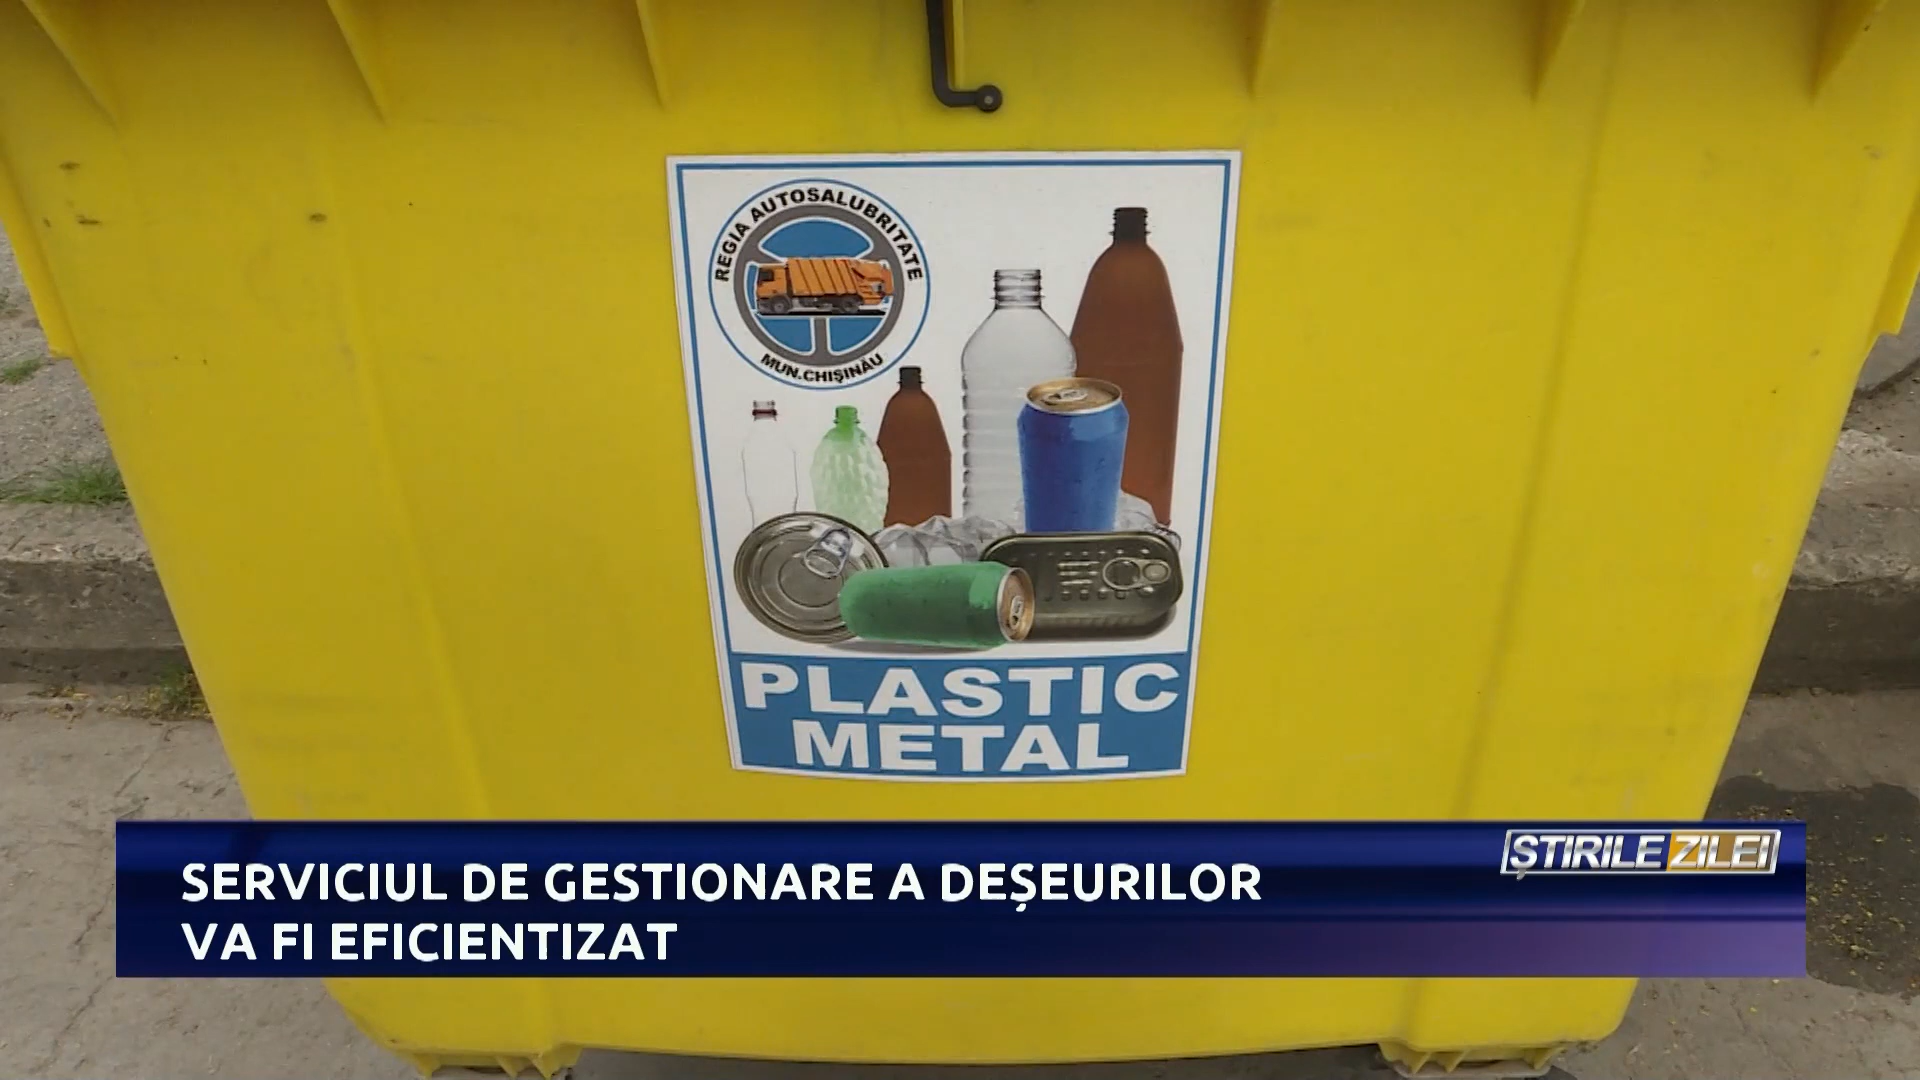 REGIA AUTOSALUBRITATE
MUN.CHIȘINĂU
PLASTIC
METAL
ȘTIRILE ZILEI
SERVICIUL DE GESTIONARE A DEȘEURILOR
VA FI EFICIENTIZAT